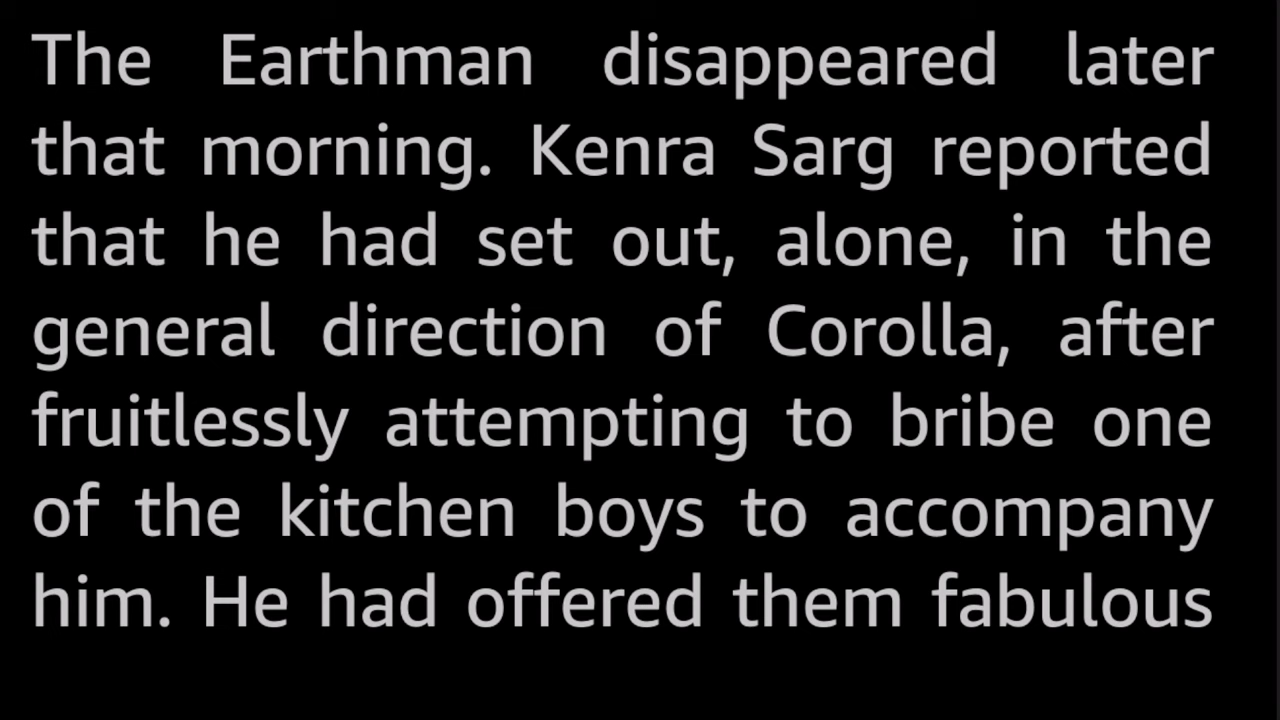 The Earthman disappeared later
that morning. Kenra Sarg reported
that he had set out, alone, in the
general direction of Corolla, after
fruitlessly attempting to bribe one
of the kitchen boys to accompany
him. He had offered them fabulous